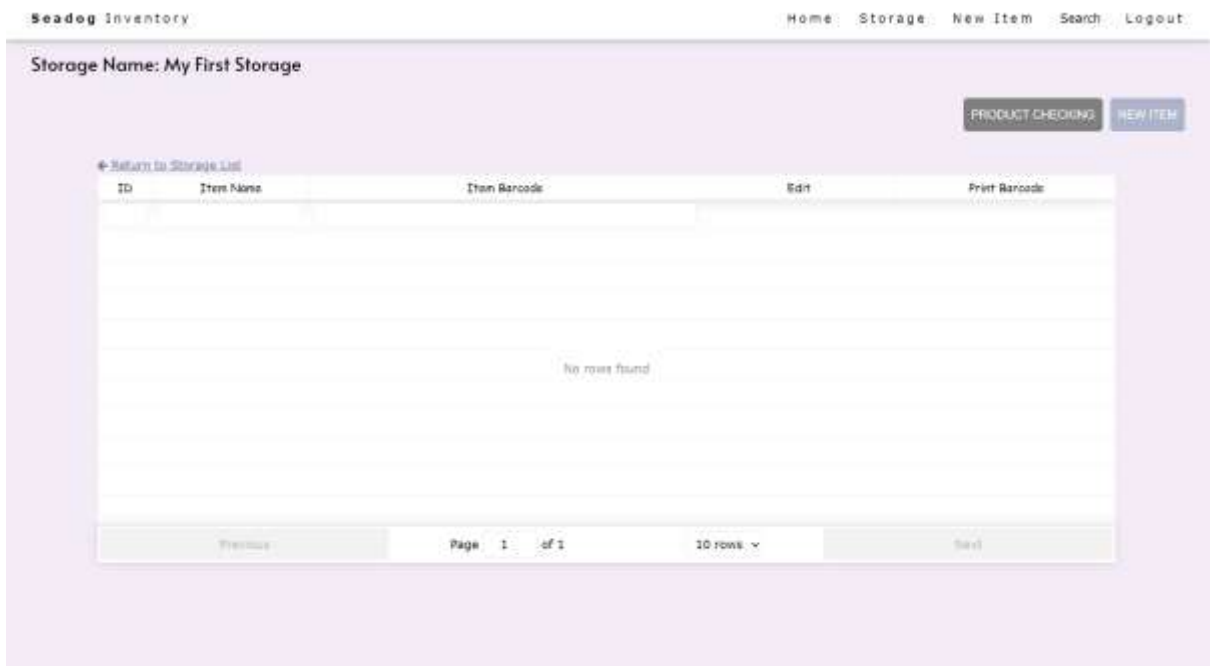 Seadog Inventory Home Storage New Item Search Logout
Storage Name: My First Storage
PRODUCT CHECKING NEW ITEM
← Return to Storage List
ID Item Name Item Barcode Edit Print Barcode
No rows found
Previous Page 1 of 1 10 rows Next